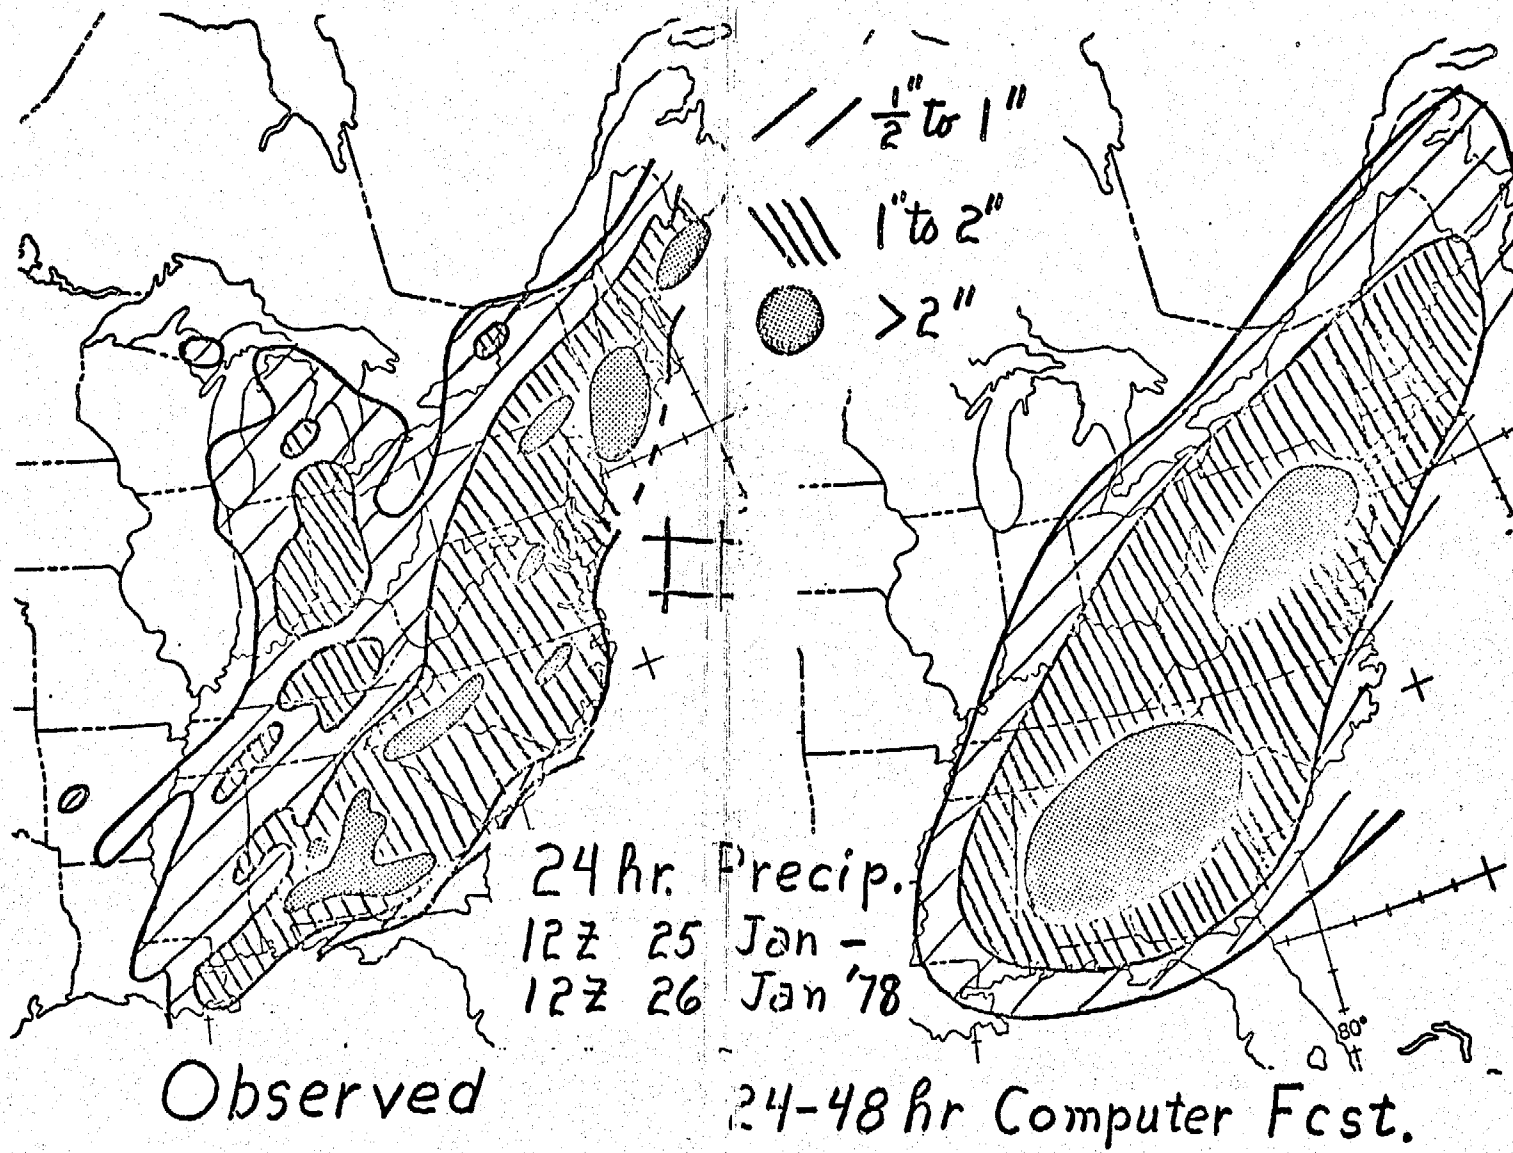 ½" to 1"
1" to 2"
>2"
24 hr. Precip.
12Z 25 Jan -
12Z 26 Jan '78
80°
Observed
24-48 hr Computer Fcst.